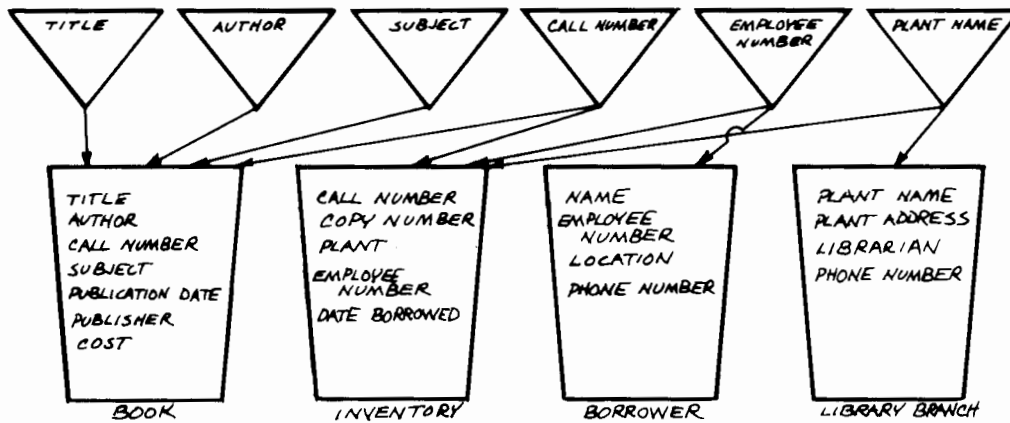 TITLE
AUTHOR
SUBJECT
CALL NUMBER
EMPLOYEE
NUMBER
PLANT NAME
TITLE
AUTHOR
CALL NUMBER
SUBJECT
PUBLICATION DATE
PUBLISHER
COST
BOOK
CALL NUMBER
COPY NUMBER
PLANT
EMPLOYEE
NUMBER
DATE BORROWED
INVENTORY
NAME
EMPLOYEE
NUMBER
LOCATION
PHONE NUMBER
BORROWER
PLANT NAME
PLANT ADDRESS
LIBRARIAN
PHONE NUMBER
LIBRARY BRANCH